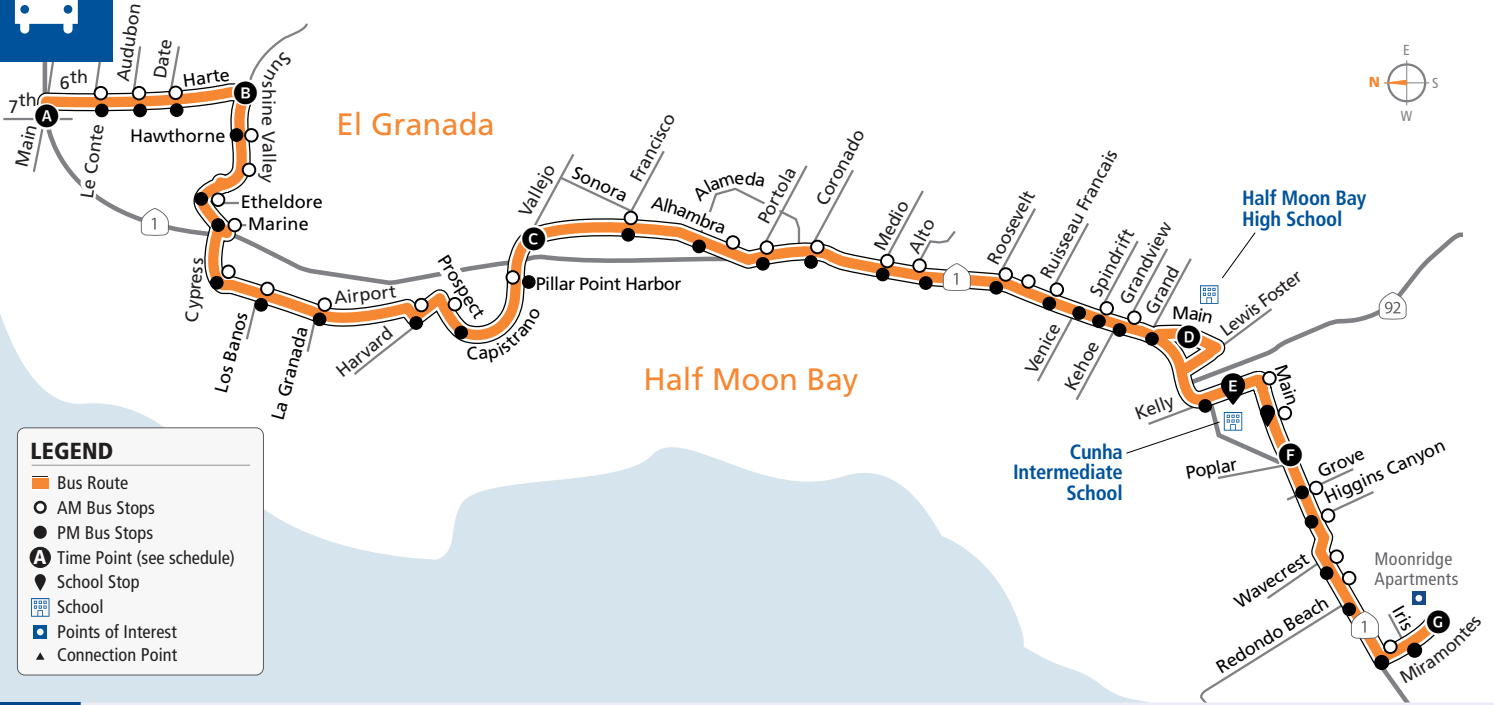 7th
6th
Audubon
Date
Harte
A
B
Main
Le Conte
Hawthorne
Sunshine Valley
Etheldore
Marine
1
Cypress
Los Banos
La Granada
Airport
Harvard
Prospect
Capistrano
Pillar Point Harbor
El Granada
C
Vallejo
Sonora
Francisco
Alhambra
Alameda
Portola
Coronado
Medio
Alto
1
Roosevelt
Ruisseau Francais
Venice
Spindrift
Kehoe
Grandview
Grand
Main
D
Lewis Foster
Half Moon Bay
High School
92
Half Moon Bay
Kelly
E
Main
Cunha
Intermediate
School
Poplar
F
Grove
Higgins Canyon
Wavecrest
Redondo Beach
1
Moonridge
Apartments
Iris
G
Miramontes
E
N
S
W
LEGEND
Bus Route
AM Bus Stops
PM Bus Stops
A Time Point (see schedule)
School Stop
School
Points of Interest
Connection Point